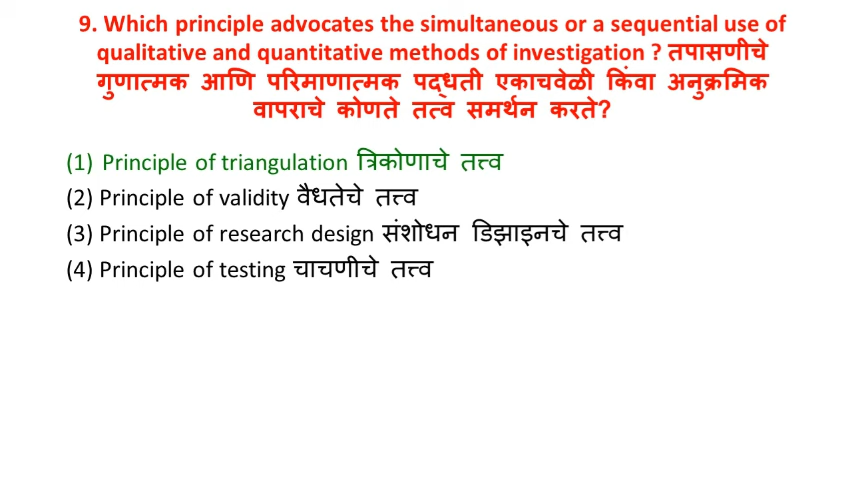 9. Which principle advocates the simultaneous or a sequential use of
qualitative and quantitative methods of investigation ? तपासणीचे
गुणात्मक आणि परिमाणात्मक पद्धती एकाचवेळी किंवा अनुक्रमिक
वापराचे कोणते तत्व समर्थन करते?
(1) Principle of triangulation त्रिकोणाचे तत्त्व
(2) Principle of validity वैधतेचे तत्त्व
(3) Principle of research design संशोधन डिझाइनचे तत्त्व
(4) Principle of testing चाचणीचे तत्त्व